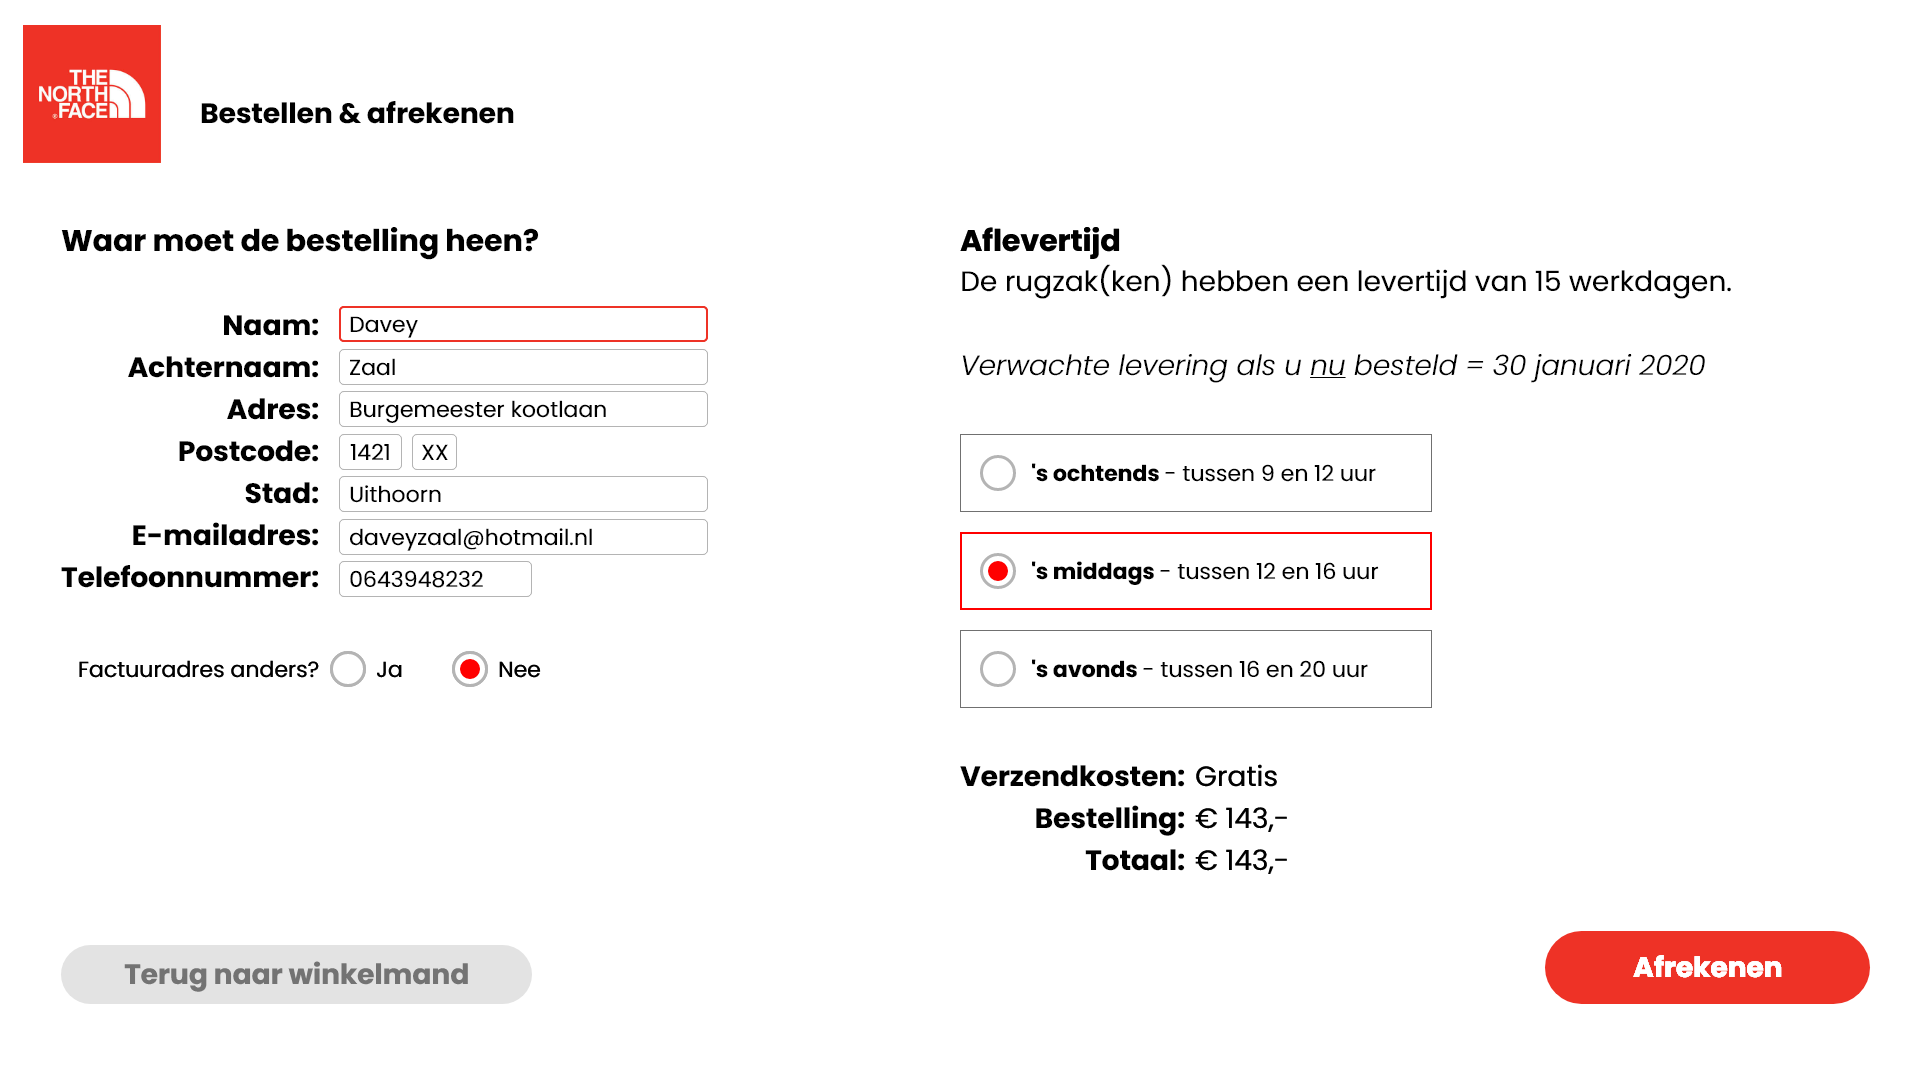 THE
NORTH
FACE
Bestellen & afrekenen
Waar moet de bestelling heen?
Naam: Davey
Achternaam: Zaal
Adres: Burgemeester kootlaan
Postcode: 1421 XX
Stad: Uithoorn
E-mailadres: daveyzaal@hotmail.nl
Telefoonnummer: 0643948232
Factuuradres anders? Ja Nee
Aflevertijd
De rugzak(ken) hebben een levertijd van 15 werkdagen.
Verwachte levering als u nu besteld = 30 januari 2020
's ochtends - tussen 9 en 12 uur
's middags - tussen 12 en 16 uur
's avonds - tussen 16 en 20 uur
Verzendkosten: Gratis
Bestelling: € 143,-
Totaal: € 143,-
Terug naar winkelmand
Afrekenen